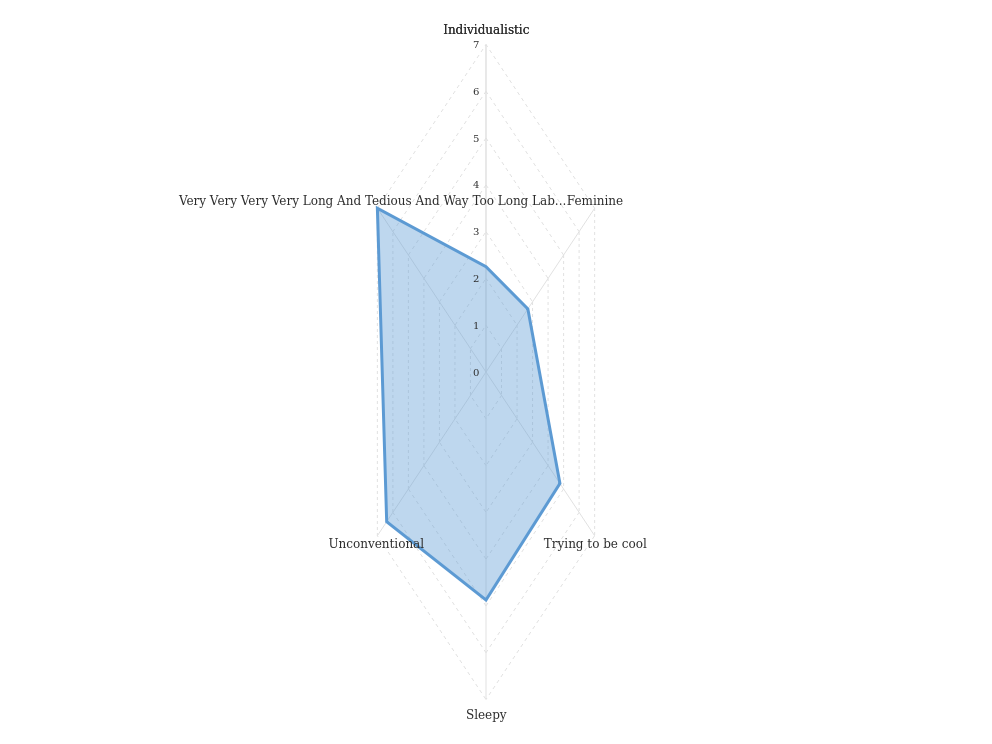 Individualistic
7
6
5
4
Very Very Very Very Long And Tedious And Way Too Long Lab...Feminine
3
2
1
0
Unconventional
Trying to be cool
Sleepy